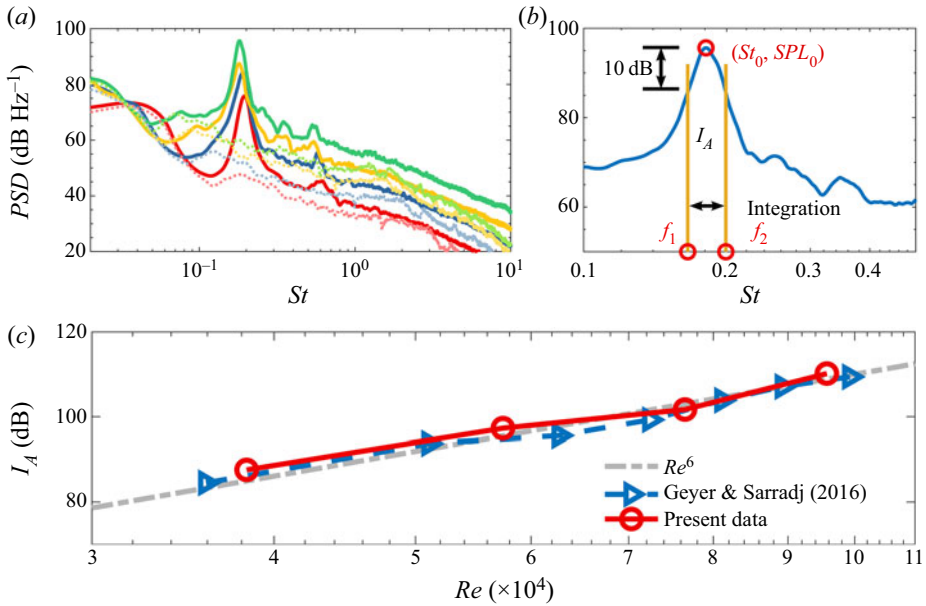 (a)
(b)
100
80
60
40
20
PSD (dB Hz⁻¹)
10⁻¹
10⁰
10¹
St
100
80
60
10 dB
(St₀, SPL₀)
I_A
Integration
f₁
f₂
0.1
0.2
0.3
0.4
St
(c)
120
100
80
I_A (dB)
Re⁶
Geyer & Sarradj (2016)
Present data
3
4
5
6
7
8
9
10
11
Re (×10⁴)